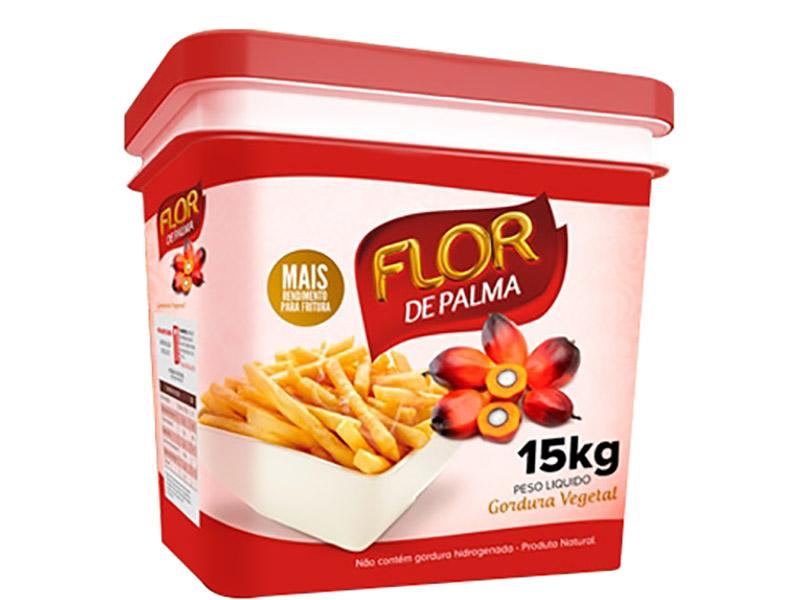 FLOR
DE PALMA
MAIS
RENDIMENTO
PARA FRITURA
FLOR
DE PALMA
15kg
PESO LIQUIDO
Gordura Vegetal
Não contém gordura hidrogenada - Produto Natural.